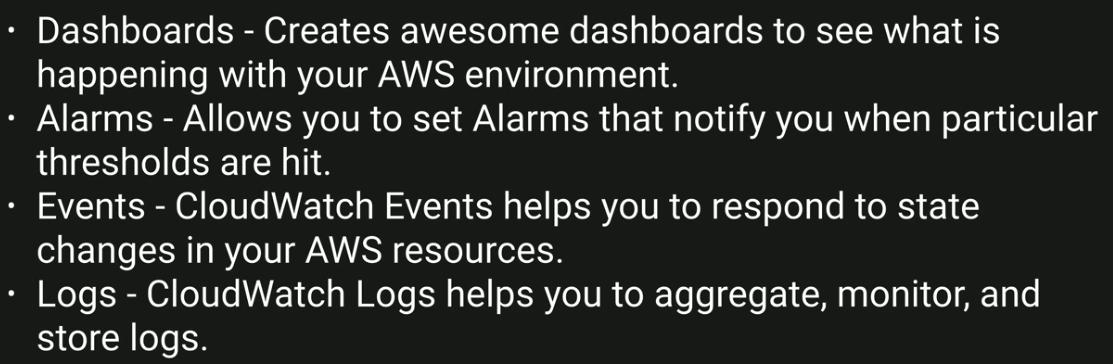 • Dashboards - Creates awesome dashboards to see what is
happening with your AWS environment.
• Alarms - Allows you to set Alarms that notify you when particular
thresholds are hit.
• Events - CloudWatch Events helps you to respond to state
changes in your AWS resources.
• Logs - CloudWatch Logs helps you to aggregate, monitor, and
store logs.